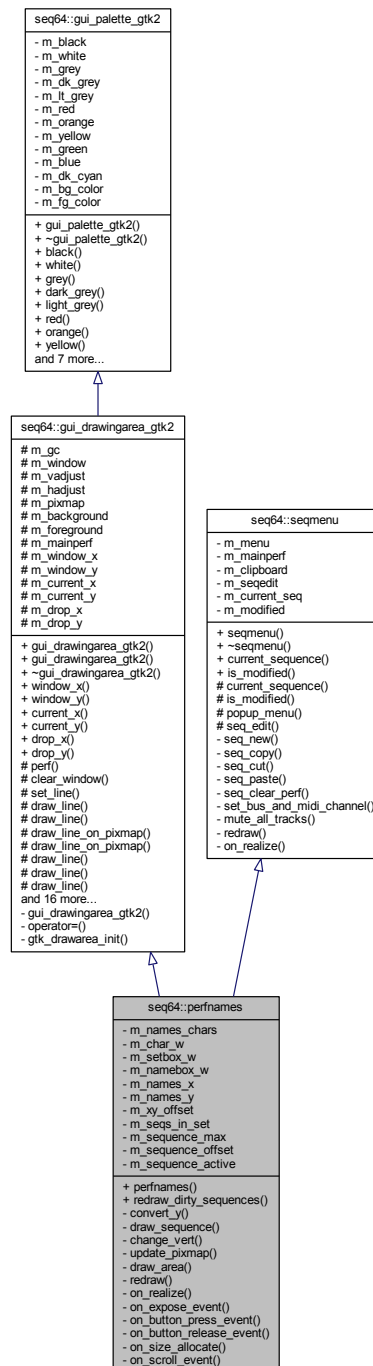 seq64::gui_palette_gtk2
- m_black
- m_white
- m_grey
- m_dk_grey
- m_lt_grey
- m_red
- m_orange
- m_yellow
- m_green
- m_blue
- m_dk_cyan
- m_bg_color
- m_fg_color
+ gui_palette_gtk2()
+ ~gui_palette_gtk2()
+ black()
+ white()
+ grey()
+ dark_grey()
+ light_grey()
+ red()
+ orange()
+ yellow()
and 7 more...
seq64::gui_drawingarea_gtk2
# m_gc
# m_window
# m_vadjust
# m_hadjust
# m_pixmap
# m_background
# m_foreground
# m_mainperf
# m_window_x
# m_window_y
# m_current_x
# m_current_y
# m_drop_x
# m_drop_y
+ gui_drawingarea_gtk2()
+ gui_drawingarea_gtk2()
+ ~gui_drawingarea_gtk2()
+ window_x()
+ window_y()
+ current_x()
+ current_y()
+ drop_x()
+ drop_y()
# perf()
# clear_window()
# set_line()
# draw_line()
# draw_line()
# draw_line_on_pixmap()
# draw_line_on_pixmap()
# draw_line()
# draw_line()
# draw_line()
and 16 more...
- gui_drawingarea_gtk2()
- operator=()
- gtk_drawarea_init()
seq64::seqmenu
- m_menu
- m_mainperf
- m_clipboard
- m_seqedit
- m_current_seq
- m_modified
+ seqmenu()
+ ~seqmenu()
+ current_sequence()
+ is_modified()
# current_sequence()
# is_modified()
# popup_menu()
# seq_edit()
- seq_new()
- seq_copy()
- seq_cut()
- seq_paste()
- seq_clear_perf()
- set_bus_and_midi_channel()
- mute_all_tracks()
- redraw()
- on_realize()
seq64::perfnames
- m_names_chars
- m_char_w
- m_setbox_w
- m_namebox_w
- m_names_x
- m_names_y
- m_xy_offset
- m_seqs_in_set
- m_sequence_max
- m_sequence_offset
- m_sequence_active
+ perfnames()
+ redraw_dirty_sequences()
- convert_y()
- draw_sequence()
- change_vert()
- update_pixmap()
- draw_area()
- redraw()
- on_realize()
- on_expose_event()
- on_button_press_event()
- on_button_release_event()
- on_size_allocate()
- on_scroll_event()